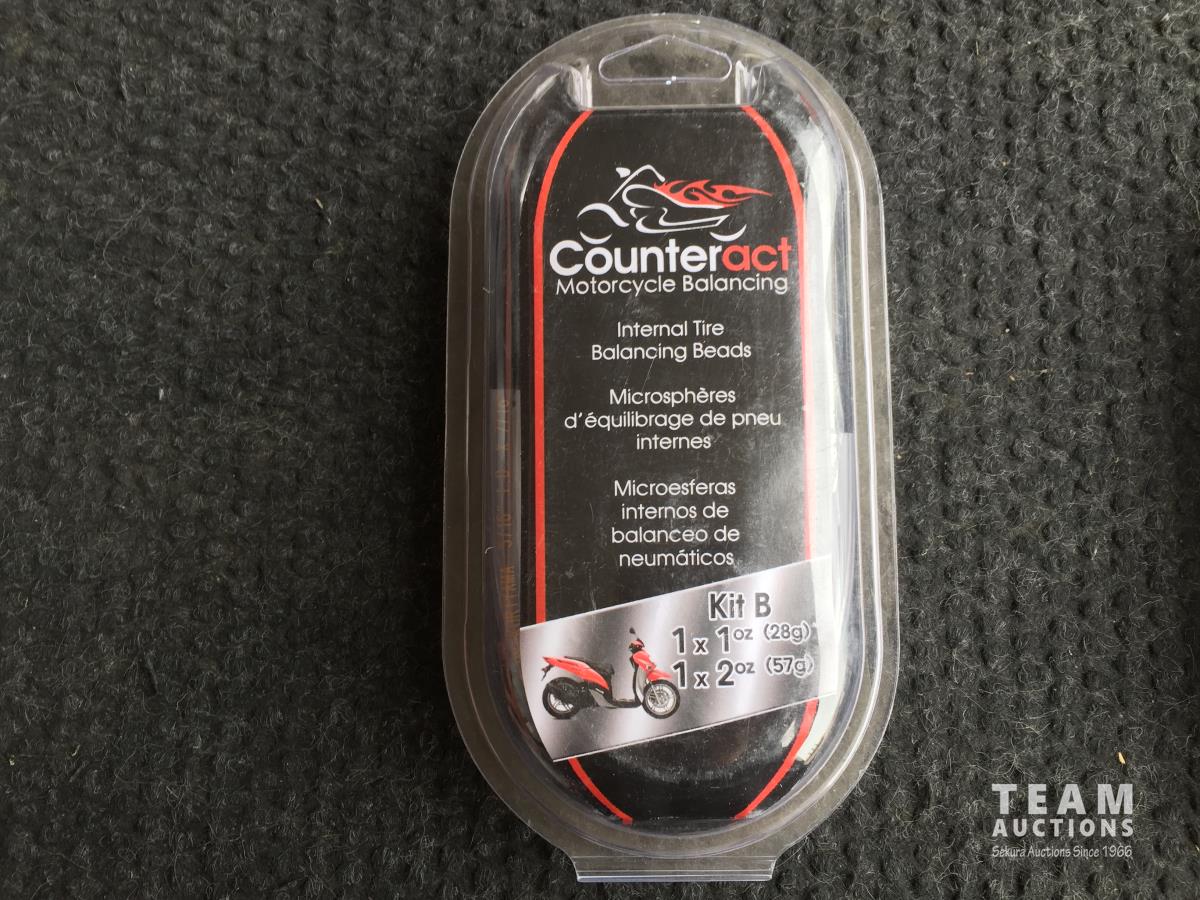 Counteract
Motorcycle Balancing
Internal Tire
Balancing Beads
Microsphères
d'équilibrage de pneu
internes
Microesferas
internos de
balanceo de
neumáticos
Kit B
1 x 1oz (28g)
1 x 2oz (57g)
TEAM
AUCTIONS
Sekura Auctions Since 1966